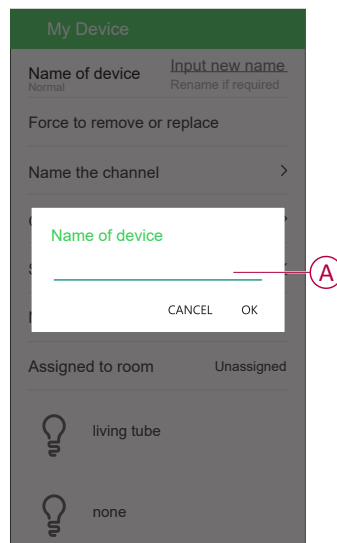 My Device
Name of device
Normal
Input new name
Rename if required
Force to remove or replace
Name the channel
Name of device
A
CANCEL OK
Assigned to room Unassigned
living tube
none